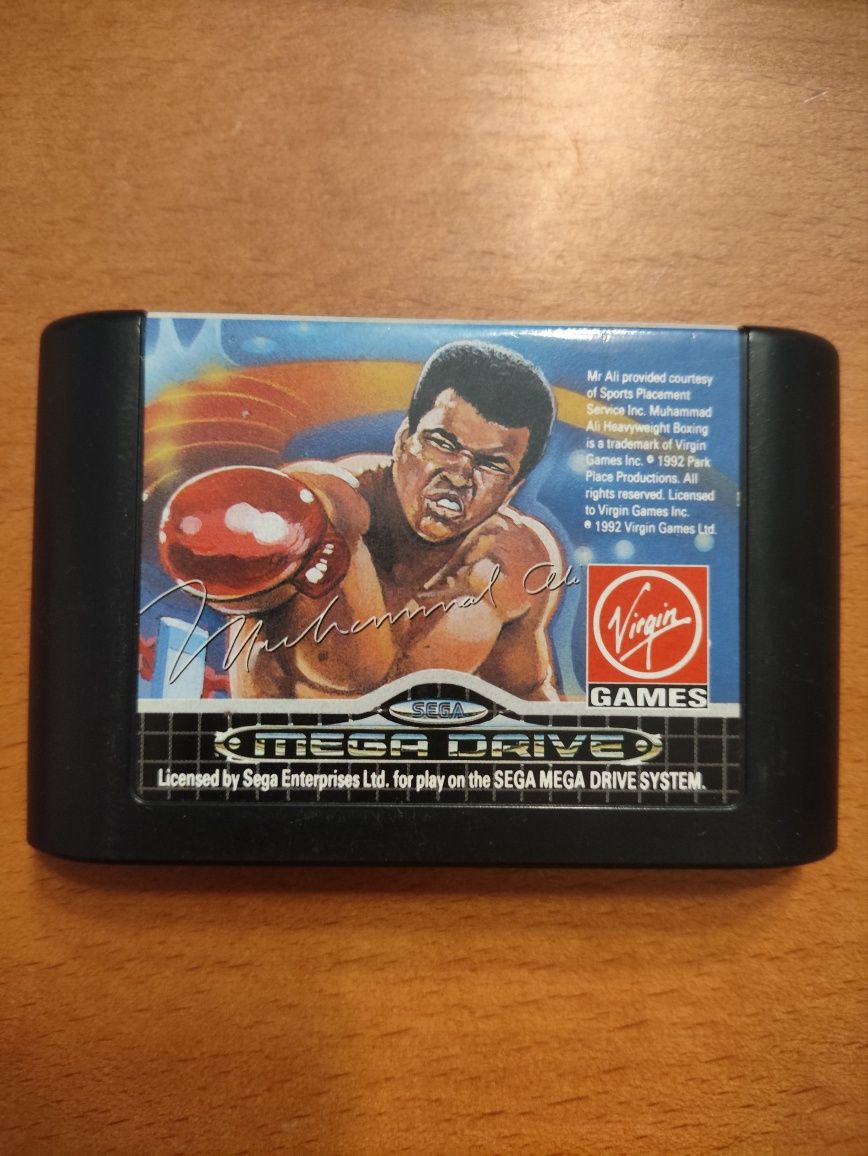 Mr Ali provided courtesy
of Sports Placement
Service Inc. Muhammad
Ali Heavyweight Boxing
is a trademark of Virgin
Games Inc. © 1992 Park
Place Productions. All
rights reserved. Licensed
to Virgin Games Inc.
© 1992 Virgin Games Ltd.
Muhammad Ali
Virgin
GAMES
SEGA
MEGA DRIVE
Licensed by Sega Enterprises Ltd. for play on the SEGA MEGA DRIVE SYSTEM.